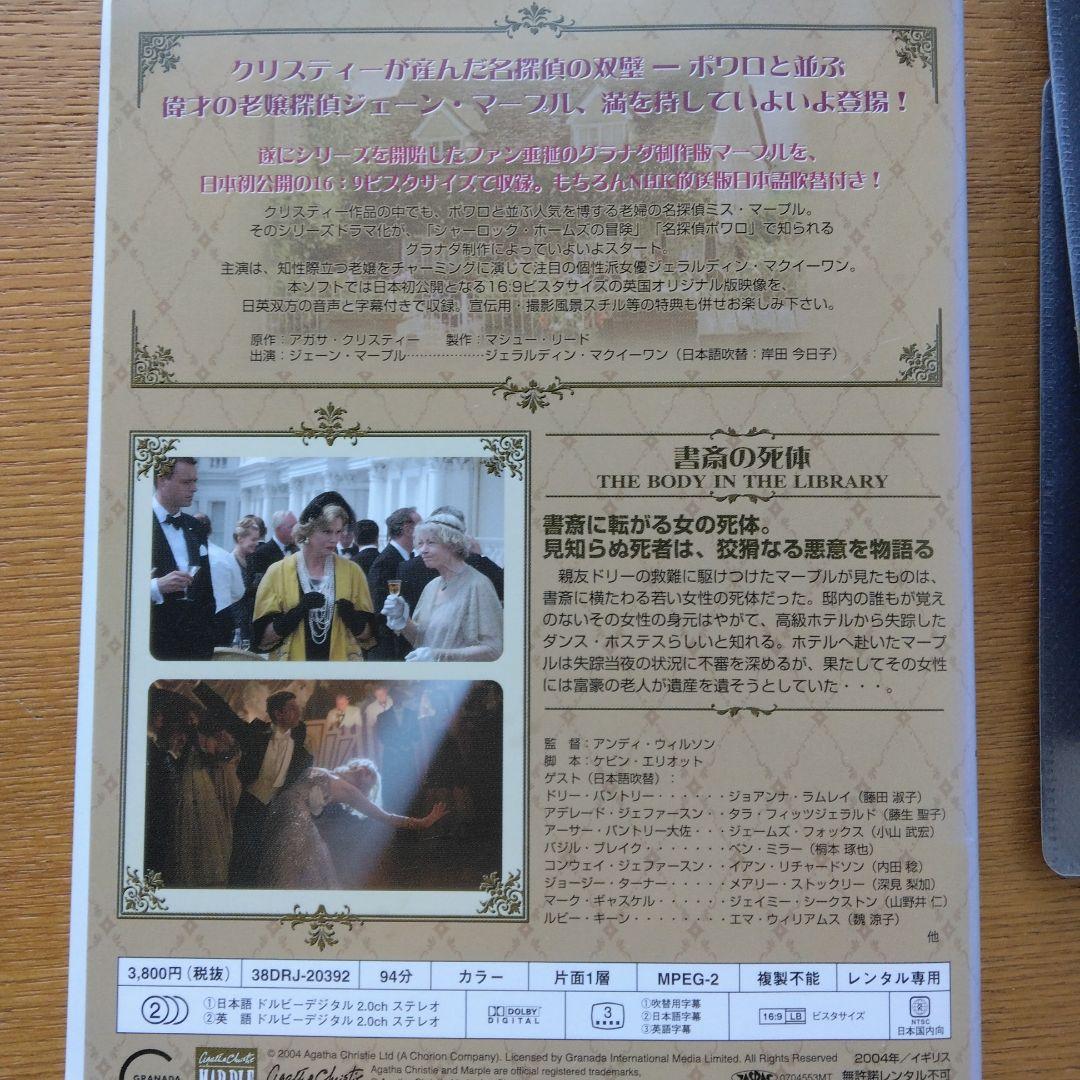 クリスティーが産んだ名探偵の双璧 ― ポワロと並ぶ
偉才の老嬢探偵ジェーン・マープル、満を持していよいよ登場！
遂にシリーズを開始したファン垂涎のグラナダ制作版マープルを、
日本初公開の16：9ビスタサイズで収録。もちろんNHK放送版日本語吹替付き！
クリスティー作品の中でも、ポワロと並ぶ人気を博する老婦の名探偵ミス・マープル。
そのシリーズドラマ化が、「シャーロック・ホームズの冒険」「名探偵ポワロ」で知られる
グラナダ制作によっていよいよスタート。
主演は、知性際立つ老嬢をチャーミングに演じて注目の個性派女優ジェラルディン・マクイーワン。
本ソフトでは日本初公開となる16:9ビスタサイズの英国オリジナル版映像を、
日英双方の音声と字幕付きで収録。宣伝用・撮影風景スチル等の特典も併せお楽しみ下さい。
原作：アガサ・クリスティー　製作：マシュー・リード
出演：ジェーン・マープル………………ジェラルディン・マクイーワン（日本語吹替：岸田 今日子）
書斎の死体
THE BODY IN THE LIBRARY
書斎に転がる女の死体。
見知らぬ死者は、狡猾なる悪意を物語る
親友ドリーの救難に駆けつけたマープルが見たものは、
書斎に横たわる若い女性の死体だった。邸内の誰もが覚え
のないその女性の身元はやがて、高級ホテルから失踪した
ダンス・ホステスらしいと知れる。ホテルへ赴いたマープ
ルは失踪当夜の状況に不審を深めるが、果たしてその女性
には富豪の老人が遺産を遺そうとしていた・・・。
監　督：アンディ・ウィルソン
脚　本：ケビン・エリオット
ゲスト（日本語吹替）：
ドリー・バントリー・・・・・・ジョアンナ・ラムレイ（藤田 淑子）
アデレード・ジェファースン・・タラ・フィッツジェラルド（藤生 聖子）
アーサー・バントリー大佐・・ジェームズ・フォックス（小山 武宏）
バジル・ブレイク・・・・・・・ベン・ミラー（桐本 琢也）
コンウェイ・ジェファースン・・イアン・リチャードソン（内田 稔）
ジョージー・ターナー・・・・・メアリー・ストックリー（深見 梨加）
マーク・ギャスケル・・・・・・ジェイミー・シークストン（山野井 仁）
ルビー・キーン・・・・・・・・エマ・ウィリアムス（魏 涼子）
他
3,800円（税抜） 38DRJ-20392 94分 カラー 片面1層 MPEG-2 複製不能 レンタル専用
2 ①日本語 ドルビーデジタル 2.0ch ステレオ
②英　語 ドルビーデジタル 2.0ch ステレオ
DOLBY DIGITAL
3
①吹替用字幕
②日本語字幕
③英語字幕
16:9 LB ビスタサイズ
2 NTSC 日本国内向
GRANADA
Agatha Christie MARPLE
Agatha Christie
© 2004 Agatha Christie Ltd (A Chorion Company). Licensed by Granada International Media Limited. All Rights Reserved
Agatha Christie and Marple are official registered trademarks,
2004年／イギリス
JASRAC 0704553MT 無許諾レンタル不可